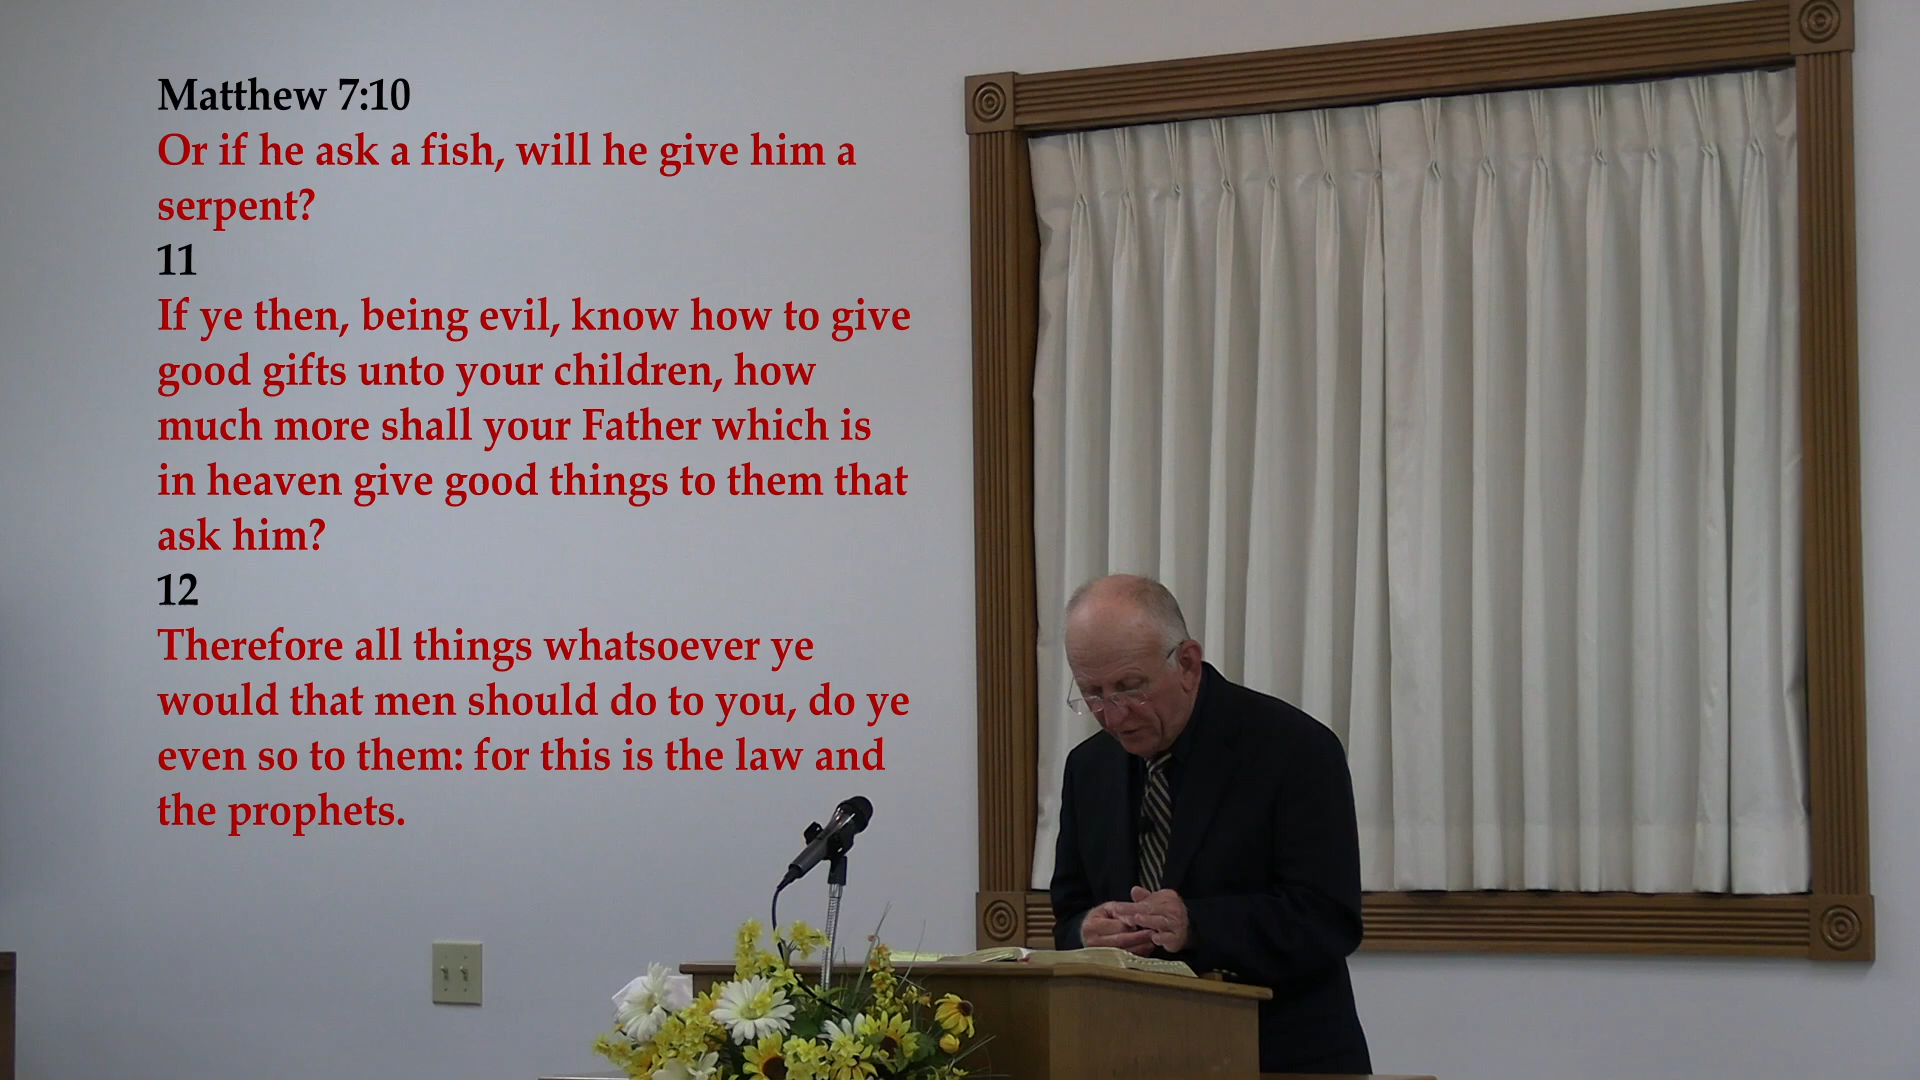 Matthew 7:10
Or if he ask a fish, will he give him a
serpent?
11
If ye then, being evil, know how to give
good gifts unto your children, how
much more shall your Father which is
in heaven give good things to them that
ask him?
12
Therefore all things whatsoever ye
would that men should do to you, do ye
even so to them: for this is the law and
the prophets.